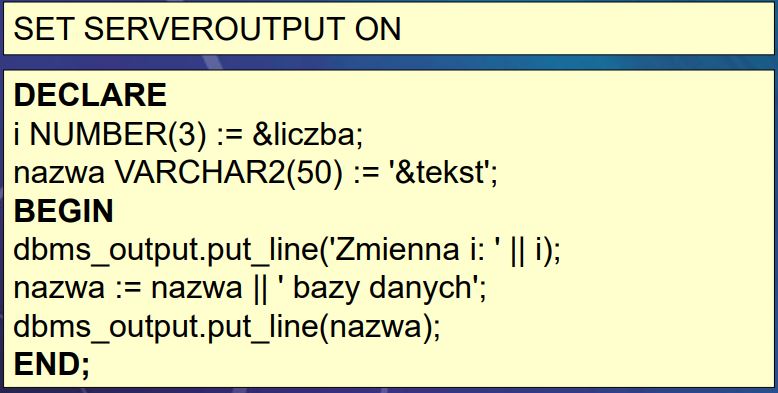 SET SERVEROUTPUT ON
DECLARE
i NUMBER(3) := &liczba;
nazwa VARCHAR2(50) := '&tekst';
BEGIN
dbms_output.put_line('Zmienna i: ' || i);
nazwa := nazwa || ' bazy danych';
dbms_output.put_line(nazwa);
END;